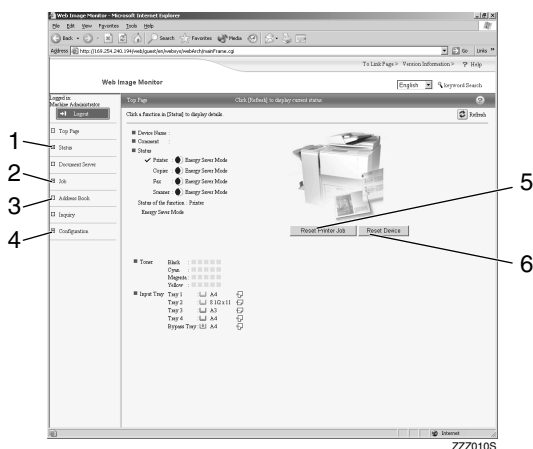 Web Image Monitor - Microsoft Internet Explorer
File Edit View Favorites Tools Help
Back Search Favorites Media
Address http://169.254.240.194/web/guest/en/websys/webArch/mainFrame.cgi Go Links »
To Link Page > Version Information > ? Help
Web Image Monitor
English Keyword Search
Logged in:
Machine Administrator
Logout
Top Page Click [Refresh] to display current status.
Click a function in [Status] to display details. Refresh
Top Page
Status
Document Server
Job
Address Book
Inquiry
Configuration
Device Name :
Comment :
Status
Printer : Energy Saver Mode
Copier : Energy Saver Mode
Fax : Energy Saver Mode
Scanner : Energy Saver Mode
Status of the function : Printer
Energy Saver Mode
Reset Printer Job Reset Device
Toner Black :
Cyan :
Magenta :
Yellow :
Input Tray Tray 1 : A4
Tray 2 : 8 1/2 x 11
Tray 3 : A3
Tray 4 : A4
Bypass Tray : A4
Internet
1
2
3
4
5
6
ZZZ010S